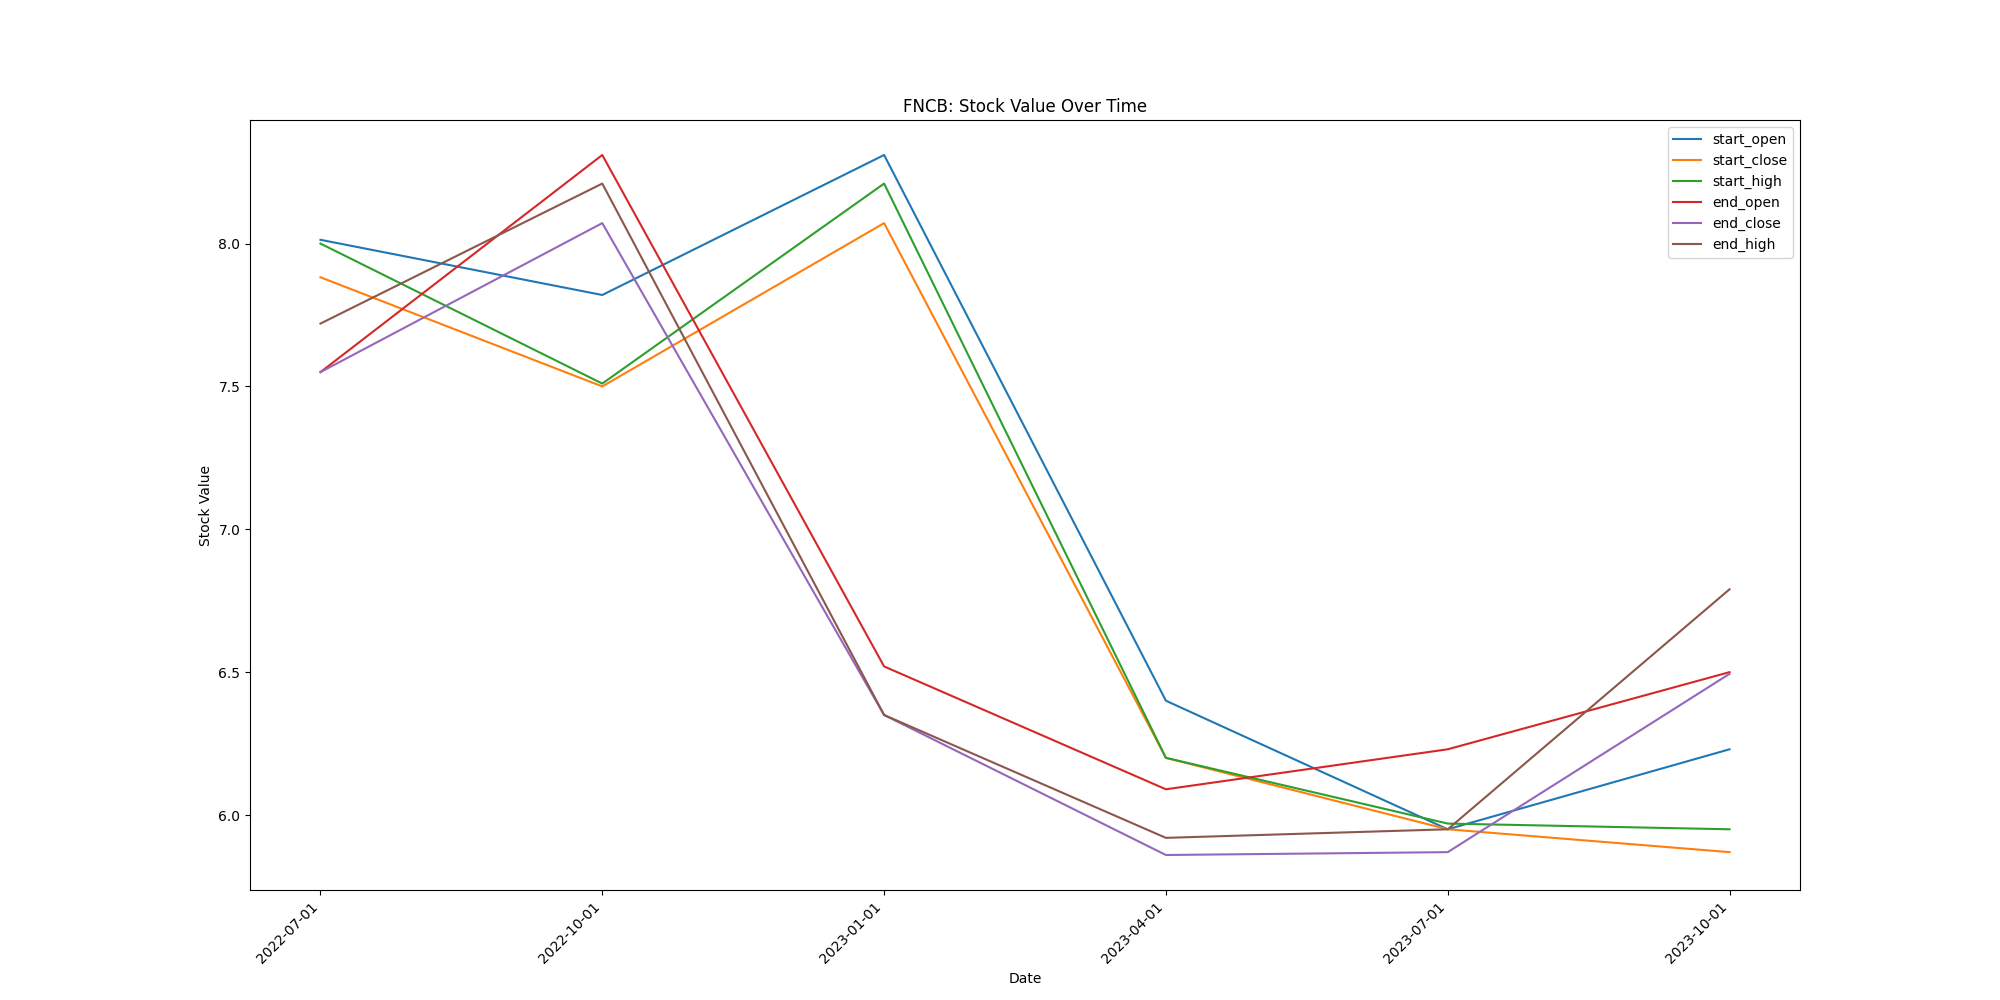 FNCB: Stock Value Over Time
start_open
start_close
start_high
end_open
end_close
end_high
Stock Value
8.0
7.5
7.0
6.5
6.0
2022-07-01
2022-10-01
2023-01-01
2023-04-01
2023-07-01
2023-10-01
Date